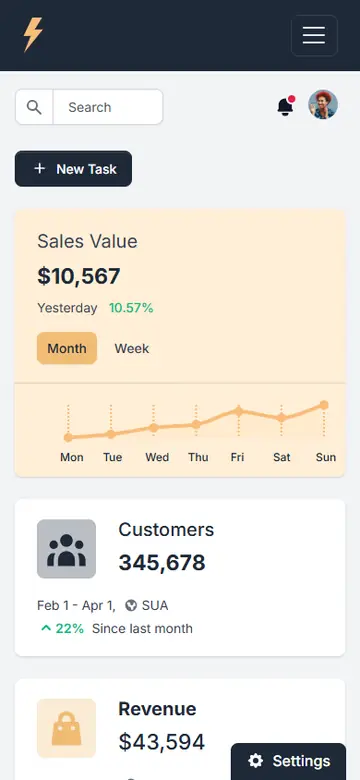 Search
New Task
Sales Value
$10,567
Yesterday 10.57%
Month Week
Mon Tue Wed Thu Fri Sat Sun
Customers
345,678
Feb 1 - Apr 1, SUA
22% Since last month
Revenue
$43,594
Settings